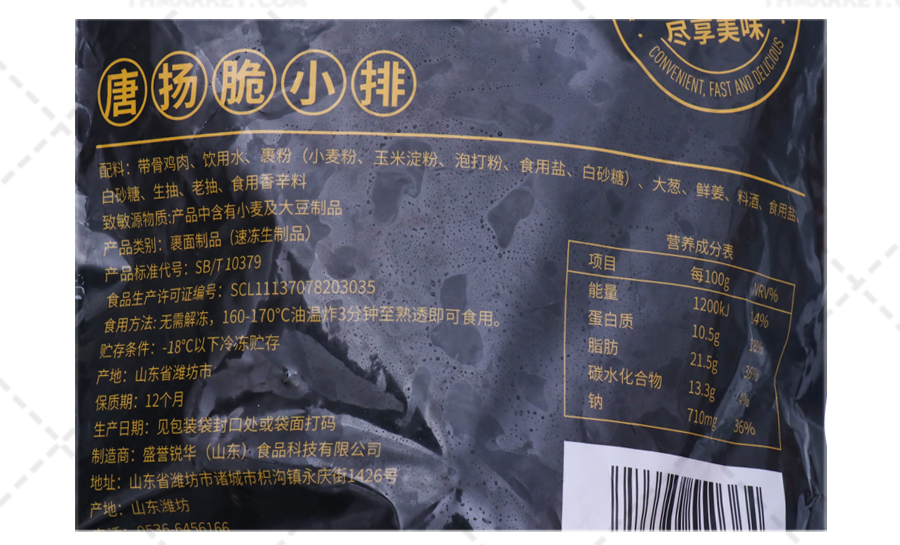 尽享美味
CONVENIENT, FAST AND DELICIOUS
唐扬脆小排
配料：带骨鸡肉、饮用水、裹粉（小麦粉、玉米淀粉、泡打粉、食用盐、白砂糖）、大葱、鲜姜、料酒、食用盐、
白砂糖、生抽、老抽、食用香辛料
致敏源物质:产品中含有小麦及大豆制品
产品类别：裹面制品（速冻生制品）
产品标准代号：SB/T 10379
食品生产许可证编号：SCL11137078203035
食用方法: 无需解冻，160-170°C油温炸3分钟至熟透即可食用。
贮存条件：-18°C以下冷冻贮存
产地：山东省潍坊市
保质期：12个月
生产日期：见包装袋封口处或袋面打码
制造商：盛誉锐华（山东）食品科技有限公司
地址：山东省潍坊市诸城市枳沟镇永庆街1426号
产地：山东潍坊
电话：0536-6456166
营养成分表
项目 每100g NRV%
能量 1200kJ 14%
蛋白质 10.5g 18%
脂肪 21.5g 36%
碳水化合物 13.3g 4%
钠 710mg 36%